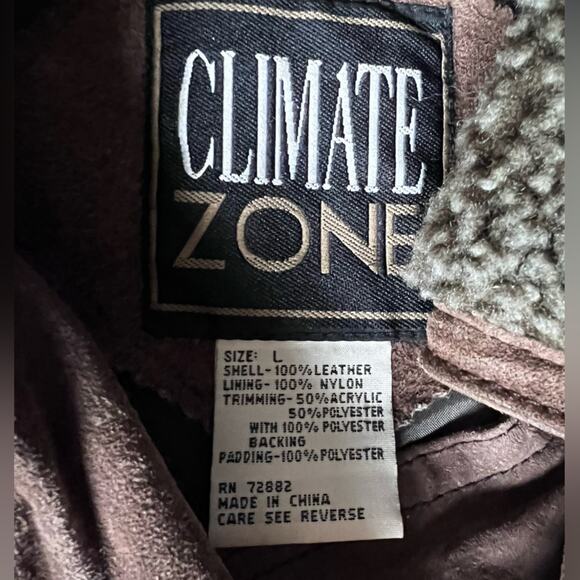 CLIMATE
ZONE
SIZE: L
SHELL-100%LEATHER
LINING-100% NYLON
TRIMMING-50%ACRYLIC
50%POLYESTER
WITH 100% POLYESTER
BACKING
PADDING-100%POLYESTER
RN 72882
MADE IN CHINA
CARE SEE REVERSE